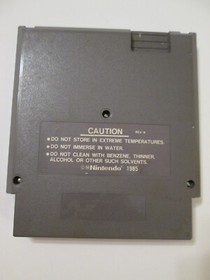 CAUTION
• DO NOT STORE IN EXTREME TEMPERATURES.
• DO NOT IMMERSE IN WATER.
• DO NOT CLEAN WITH BENZENE, THINNER,
ALCOHOL OR OTHER SUCH SOLVENTS.
Nintendo 1985